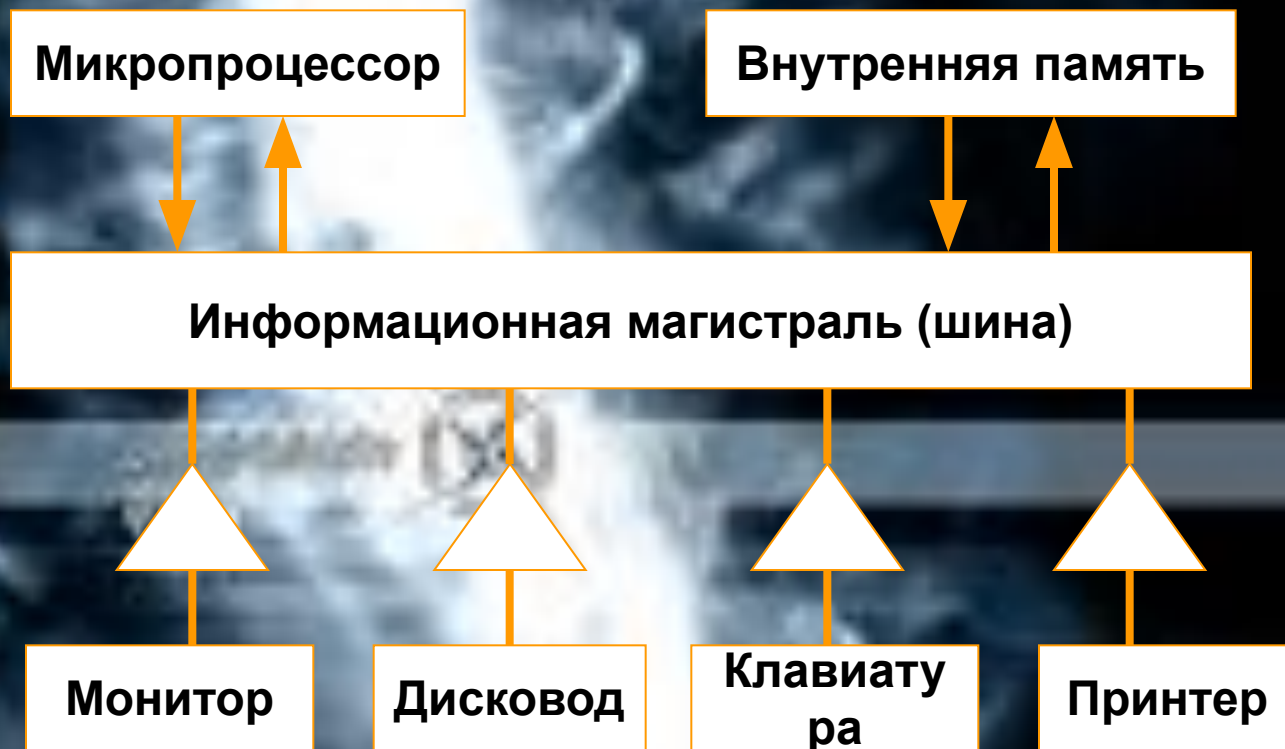 Микропроцессор
Внутренняя память
Информационная магистраль (шина)
Монитор
Дисковод
Клавиату
ра
Принтер